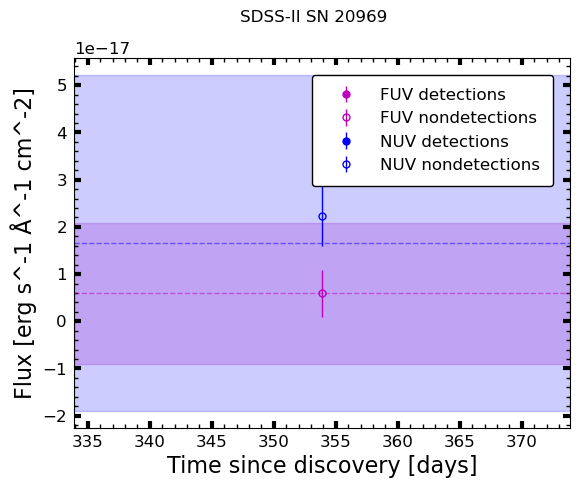 SDSS-II SN 20969
1e−17
Flux [erg s^-1 Å^-1 cm^-2]
5
4
3
2
1
0
−1
−2
FUV detections
FUV nondetections
NUV detections
NUV nondetections
335 340 345 350 355 360 365 370
Time since discovery [days]